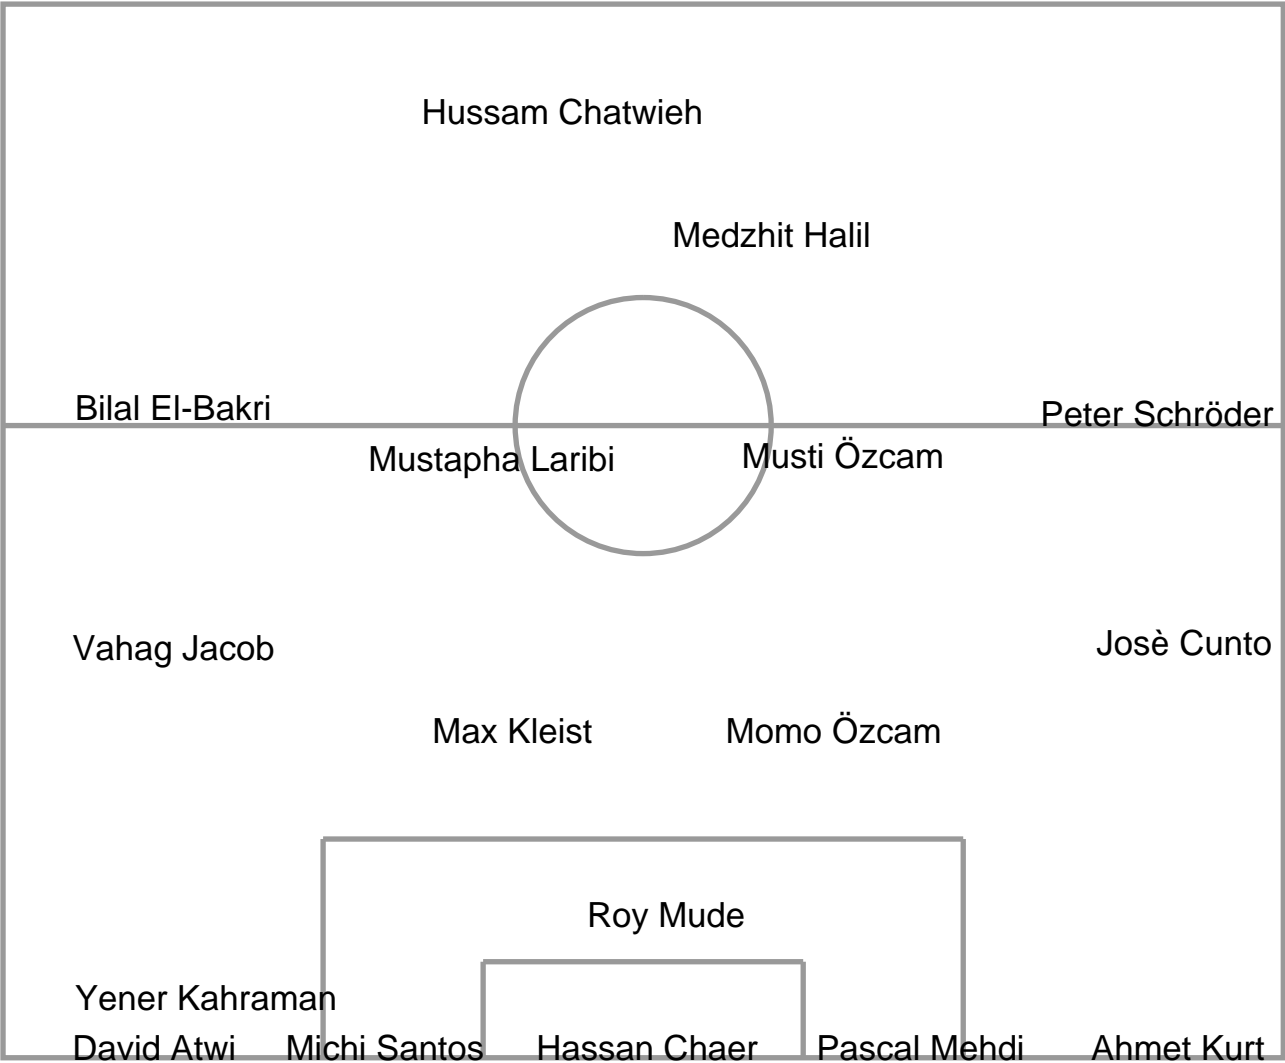 Hussam Chatwieh
Medzhit Halil
Bilal El-Bakri
Peter Schröder
Mustapha Laribi
Musti Özcam
Vahag Jacob
Josè Cunto
Max Kleist
Momo Özcam
Roy Mude
Yener Kahraman
David Atwi
Michi Santos
Hassan Chaer
Pascal Mehdi
Ahmet Kurt